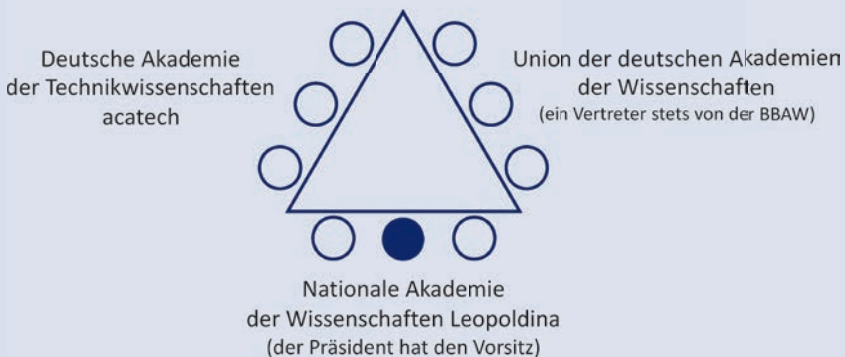 Deutsche Akademie
der Technikwissenschaften
acatech
Union der deutschen Akademien
der Wissenschaften
(ein Vertreter stets von der BBAW)
Nationale Akademie
der Wissenschaften Leopoldina
(der Präsident hat den Vorsitz)